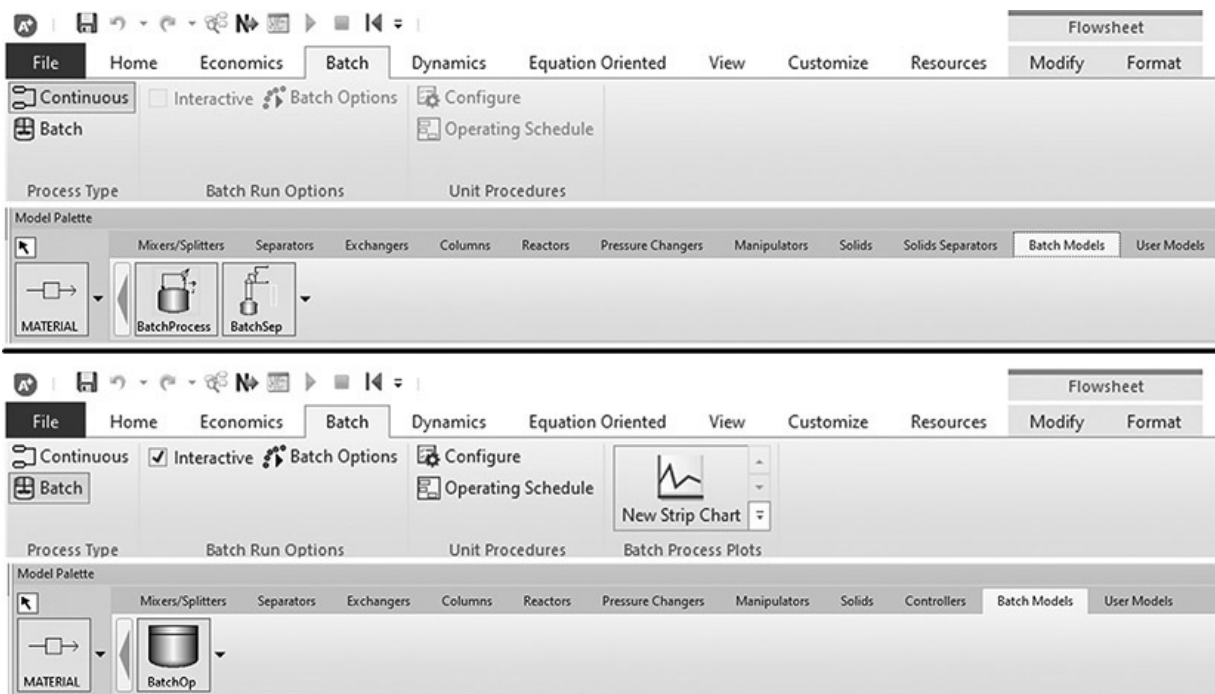 A+
Flowsheet
File Home Economics Batch Dynamics Equation Oriented View Customize Resources Modify Format
Continuous Interactive Batch Options Configure
Batch Operating Schedule
Process Type Batch Run Options Unit Procedures
Model Palette
Mixers/Splitters Separators Exchangers Columns Reactors Pressure Changers Manipulators Solids Solids Separators Batch Models User Models
MATERIAL BatchProcess BatchSep
A+
Flowsheet
File Home Economics Batch Dynamics Equation Oriented View Customize Resources Modify Format
Continuous Interactive Batch Options Configure
Batch Operating Schedule
New Strip Chart
Process Type Batch Run Options Unit Procedures Batch Process Plots
Model Palette
Mixers/Splitters Separators Exchangers Columns Reactors Pressure Changers Manipulators Solids Controllers Batch Models User Models
MATERIAL BatchOp